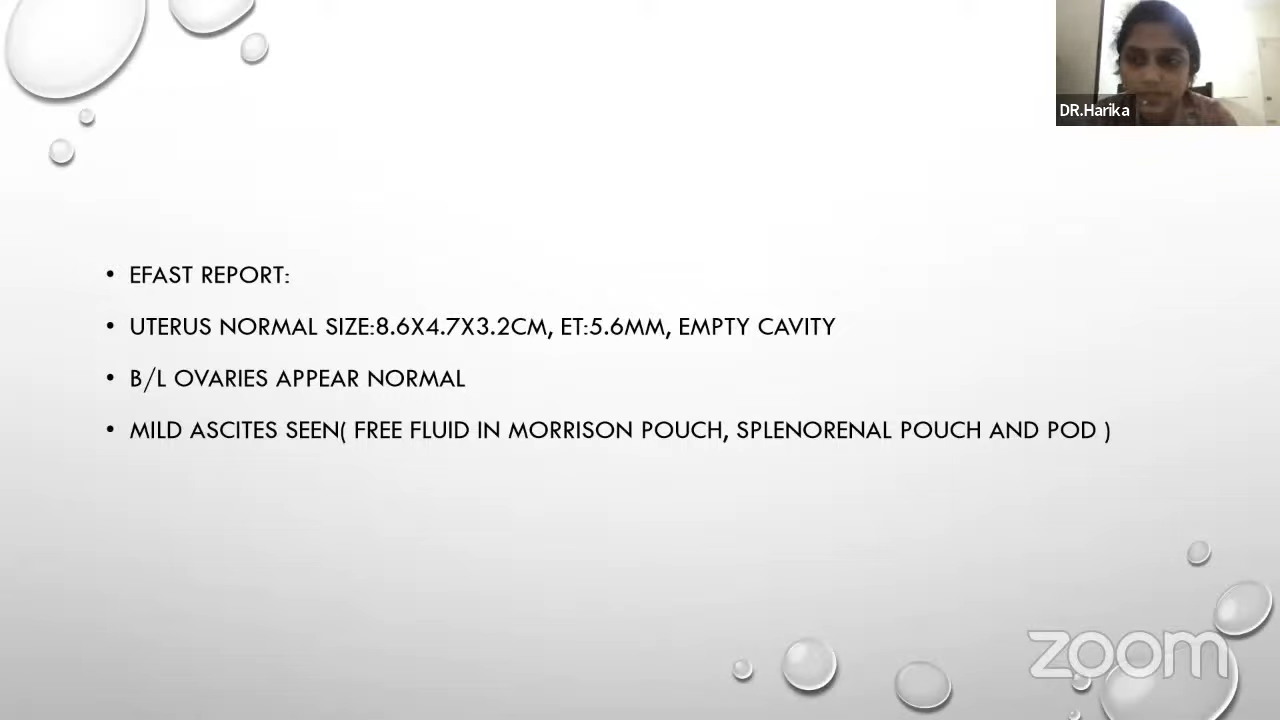 DR.Harika
• EFAST REPORT:
• UTERUS NORMAL SIZE:8.6X4.7X3.2CM, ET:5.6MM, EMPTY CAVITY
• B/L OVARIES APPEAR NORMAL
• MILD ASCITES SEEN( FREE FLUID IN MORRISON POUCH, SPLENORENAL POUCH AND POD )
zoom